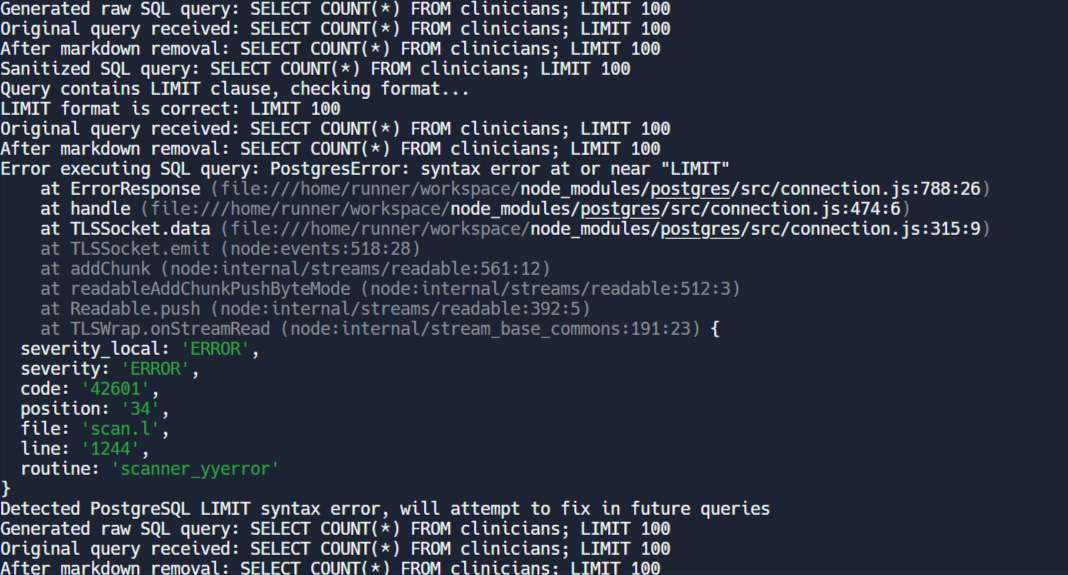 Generated raw SQL query: SELECT COUNT(*) FROM clinicians; LIMIT 100
Original query received: SELECT COUNT(*) FROM clinicians; LIMIT 100
After markdown removal: SELECT COUNT(*) FROM clinicians; LIMIT 100
Sanitized SQL query: SELECT COUNT(*) FROM clinicians; LIMIT 100
Query contains LIMIT clause, checking format...
LIMIT format is correct: LIMIT 100
Original query received: SELECT COUNT(*) FROM clinicians; LIMIT 100
After markdown removal: SELECT COUNT(*) FROM clinicians; LIMIT 100
Error executing SQL query: PostgresError: syntax error at or near "LIMIT"
    at ErrorResponse (file:///home/runner/workspace/node_modules/postgres/src/connection.js:788:26)
    at handle (file:///home/runner/workspace/node_modules/postgres/src/connection.js:474:6)
    at TLSSocket.data (file:///home/runner/workspace/node_modules/postgres/src/connection.js:315:9)
    at TLSSocket.emit (node:events:518:28)
    at addChunk (node:internal/streams/readable:561:12)
    at readableAddChunkPushByteMode (node:internal/streams/readable:512:3)
    at Readable.push (node:internal/streams/readable:392:5)
    at TLSWrap.onStreamRead (node:internal/stream_base_commons:191:23) {
  severity_local: 'ERROR',
  severity: 'ERROR',
  code: '42601',
  position: '34',
  file: 'scan.l',
  line: '1244',
  routine: 'scanner_yyerror'
}
Detected PostgreSQL LIMIT syntax error, will attempt to fix in future queries
Generated raw SQL query: SELECT COUNT(*) FROM clinicians; LIMIT 100
Original query received: SELECT COUNT(*) FROM clinicians; LIMIT 100
After markdown removal: SELECT COUNT(*) FROM clinicians; LIMIT 100